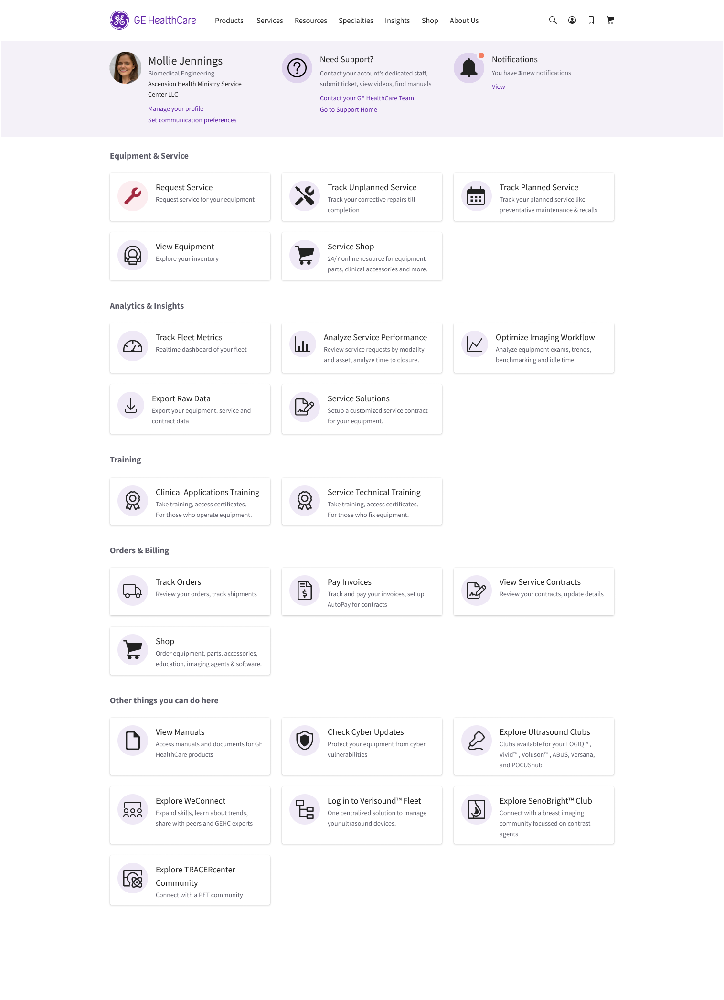 GE HealthCare
Products Services Resources Specialties Insights Shop About Us
Mollie Jennings
Biomedical Engineering
Ascension Health Ministry Service
Center LLC
Manage your profile
Set communication preferences
Need Support?
Contact your account's dedicated staff,
submit ticket, view videos, find manuals
Contact your GE HealthCare Team
Go to Support Home
Notifications
You have 3 new notifications
View
Equipment & Service
Request Service
Request service for your equipment
Track Unplanned Service
Track your corrective repairs till
completion
Track Planned Service
Track your planned service like
preventative maintenance & recalls
View Equipment
Explore your inventory
Service Shop
24/7 online resource for equipment
parts, clinical accessories and more.
Analytics & Insights
Track Fleet Metrics
Realtime dashboard of your fleet
Analyze Service Performance
Review service requests by modality
and asset, analyze time to closure.
Optimize Imaging Workflow
Analyze equipment exams, trends,
benchmarking and idle time.
Export Raw Data
Export your equipment. service and
contract data
Service Solutions
Setup a customized service contract
for your equipment.
Training
Clinical Applications Training
Take training, access certificates.
For those who operate equipment.
Service Technical Training
Take training, access certificates.
For those who fix equipment.
Orders & Billing
Track Orders
Review your orders, track shipments
Pay Invoices
Track and pay your invoices, set up
AutoPay for contracts
View Service Contracts
Review your contracts, update details
Shop
Order equipment, parts, accessories,
education, imaging agents & software.
Other things you can do here
View Manuals
Access manuals and documents for GE
HealthCare products
Check Cyber Updates
Protect your equipment from cyber
vulnerabilities
Explore Ultrasound Clubs
Clubs available for your LOGIQ™ ,
Vivid™ , Voluson™ , ABUS, Versana,
and POCUShub
Explore WeConnect
Expand skills, learn about trends,
share with peers and GEHC experts
Log in to Verisound™ Fleet
One centralized solution to manage
your ultrasound devices.
Explore SenoBright™ Club
Connect with a breast imaging
community focussed on contrast
agents
Explore TRACERcenter
Community
Connect with a PET community